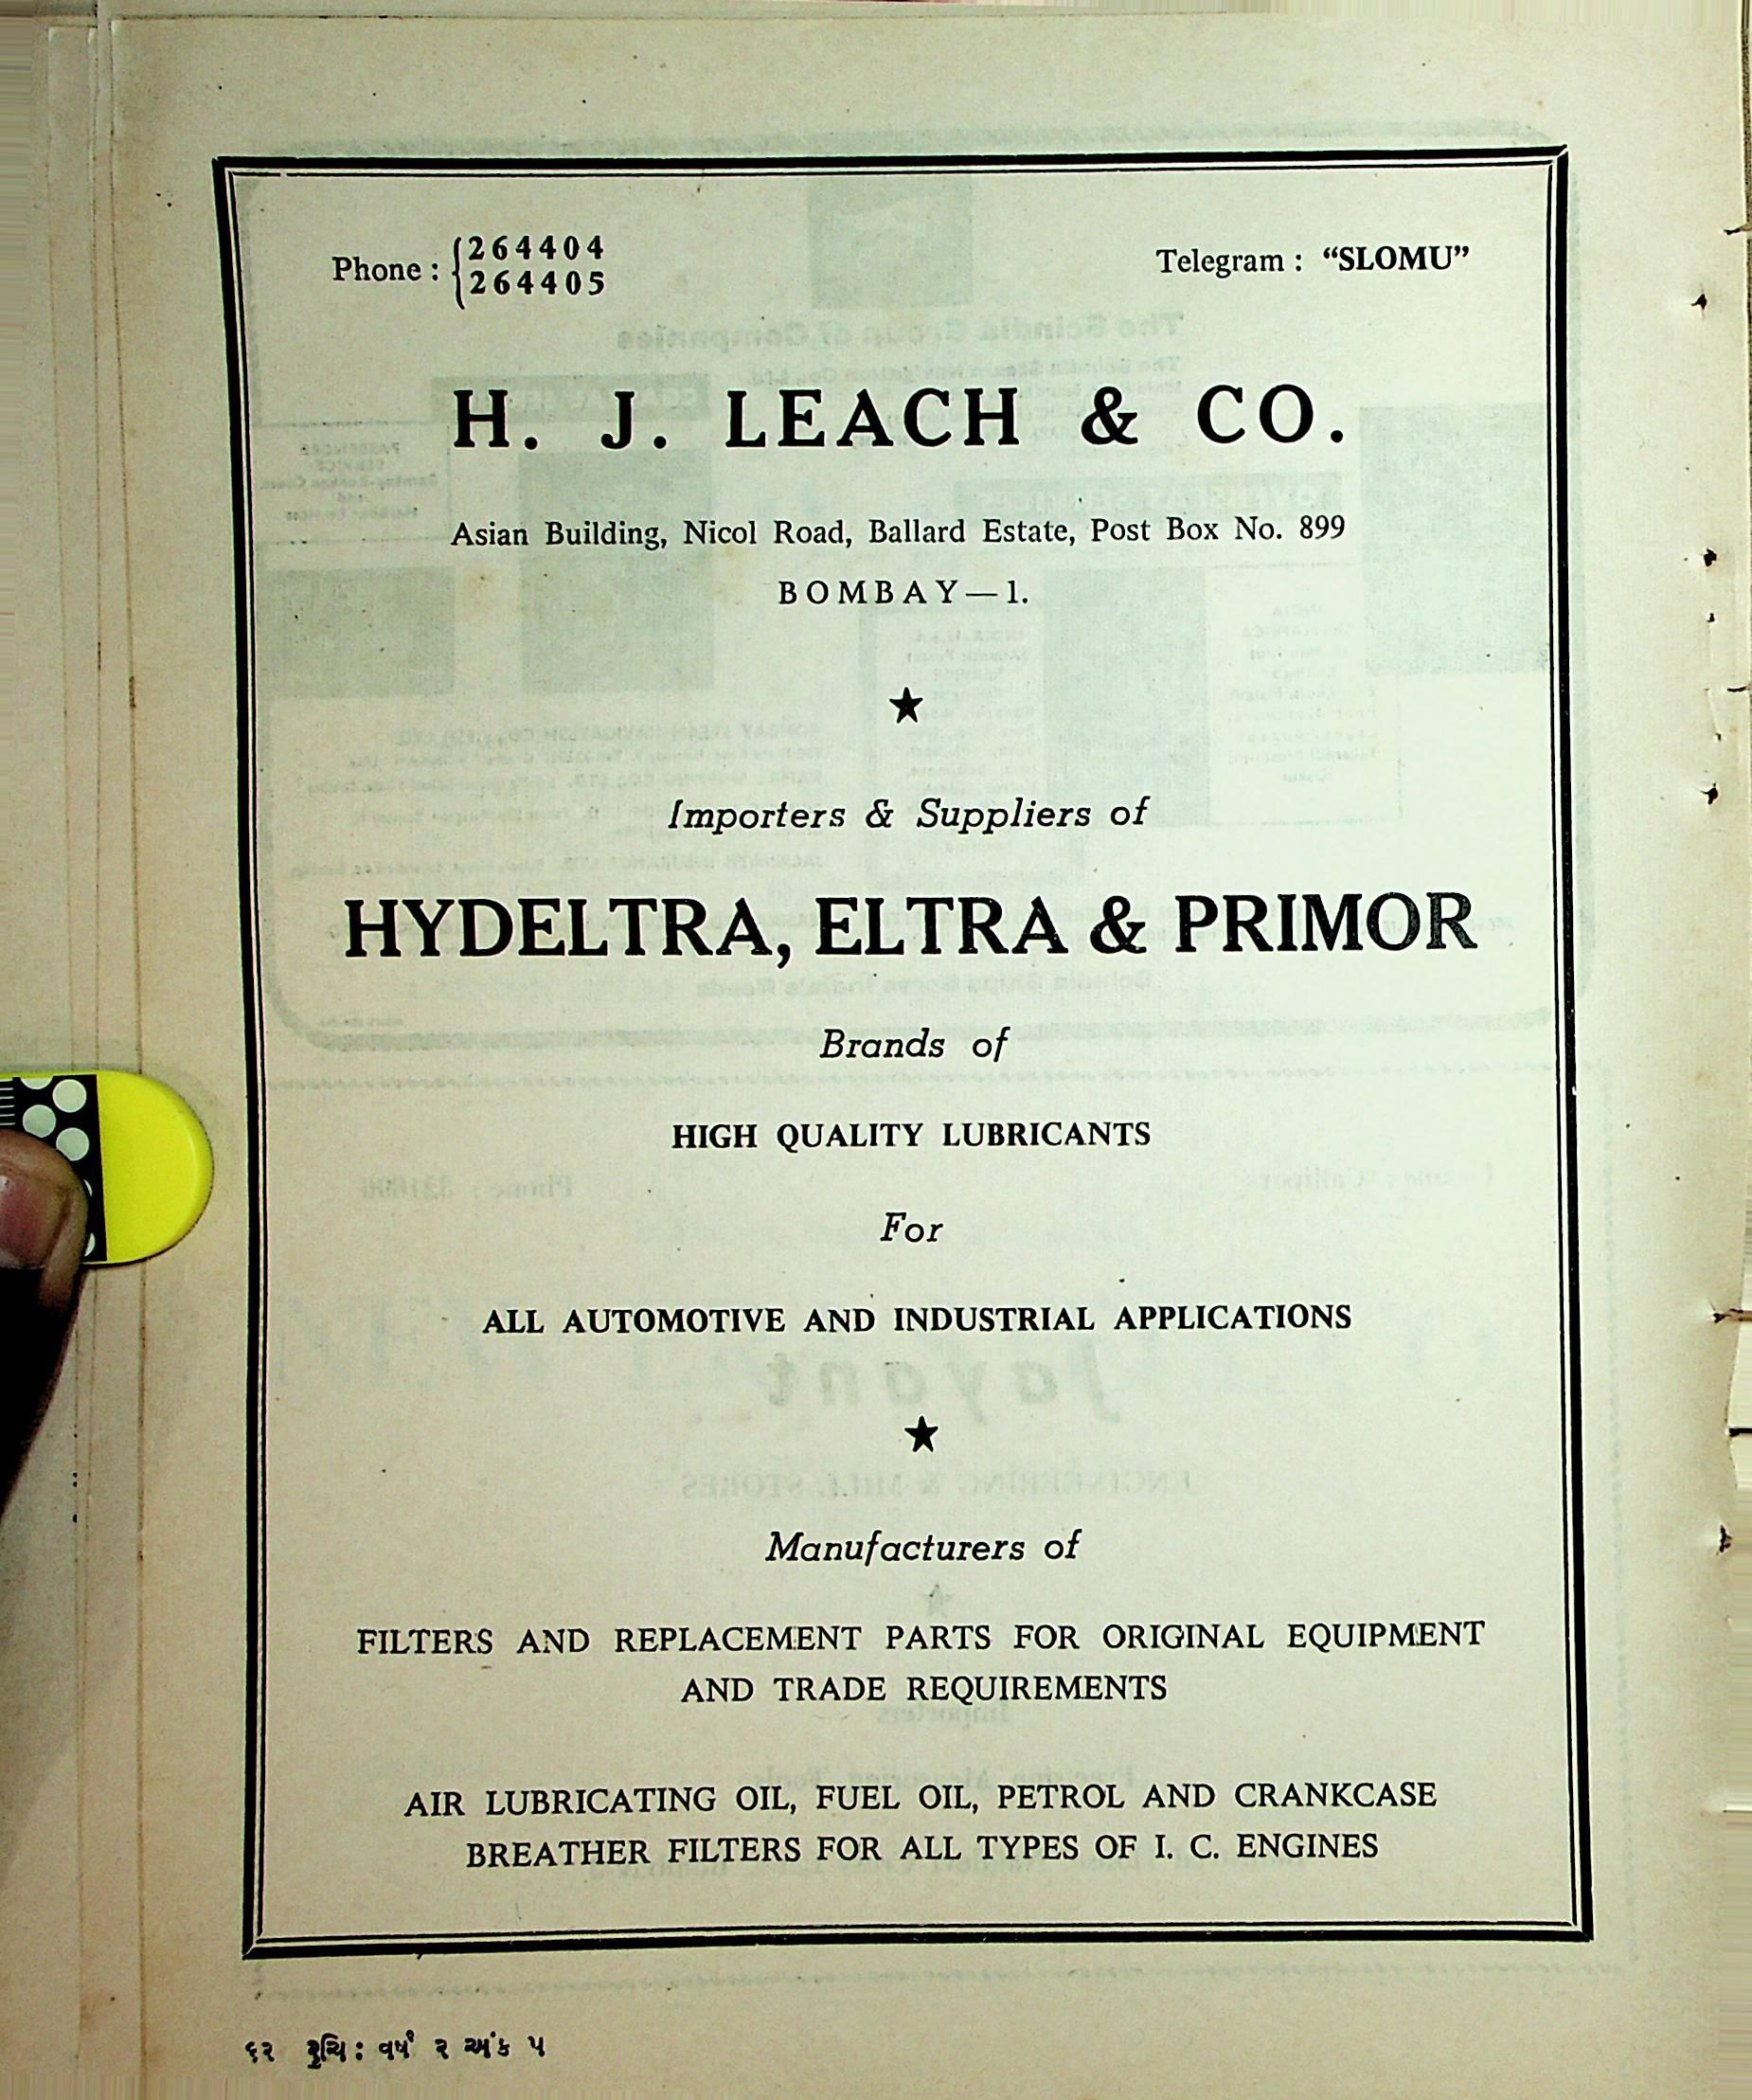 Phone : 264404
264405
Telegram : “SLOMU”
H. J. LEACH & CO.
Asian Building, Nicol Road, Ballard Estate, Post Box No. 899
BOMBAY—1.
★
Importers & Suppliers of
HYDELTRA, ELTRA & PRIMOR
Brands of
HIGH QUALITY LUBRICANTS
For
ALL AUTOMOTIVE AND INDUSTRIAL APPLICATIONS
★
Manufacturers of
FILTERS AND REPLACEMENT PARTS FOR ORIGINAL EQUIPMENT
AND TRADE REQUIREMENTS
AIR LUBRICATING OIL, FUEL OIL, PETROL AND CRANKCASE
BREATHER FILTERS FOR ALL TYPES OF I. C. ENGINES
૬૨ રુચિ : વર્ષ ૨ અંક ૫